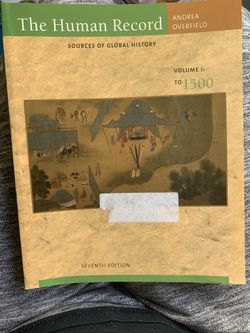 The Human Record
ANDREA
OVERFIELD
SOURCES OF GLOBAL HISTORY
VOLUME I:
TO 1500
SEVENTH EDITION